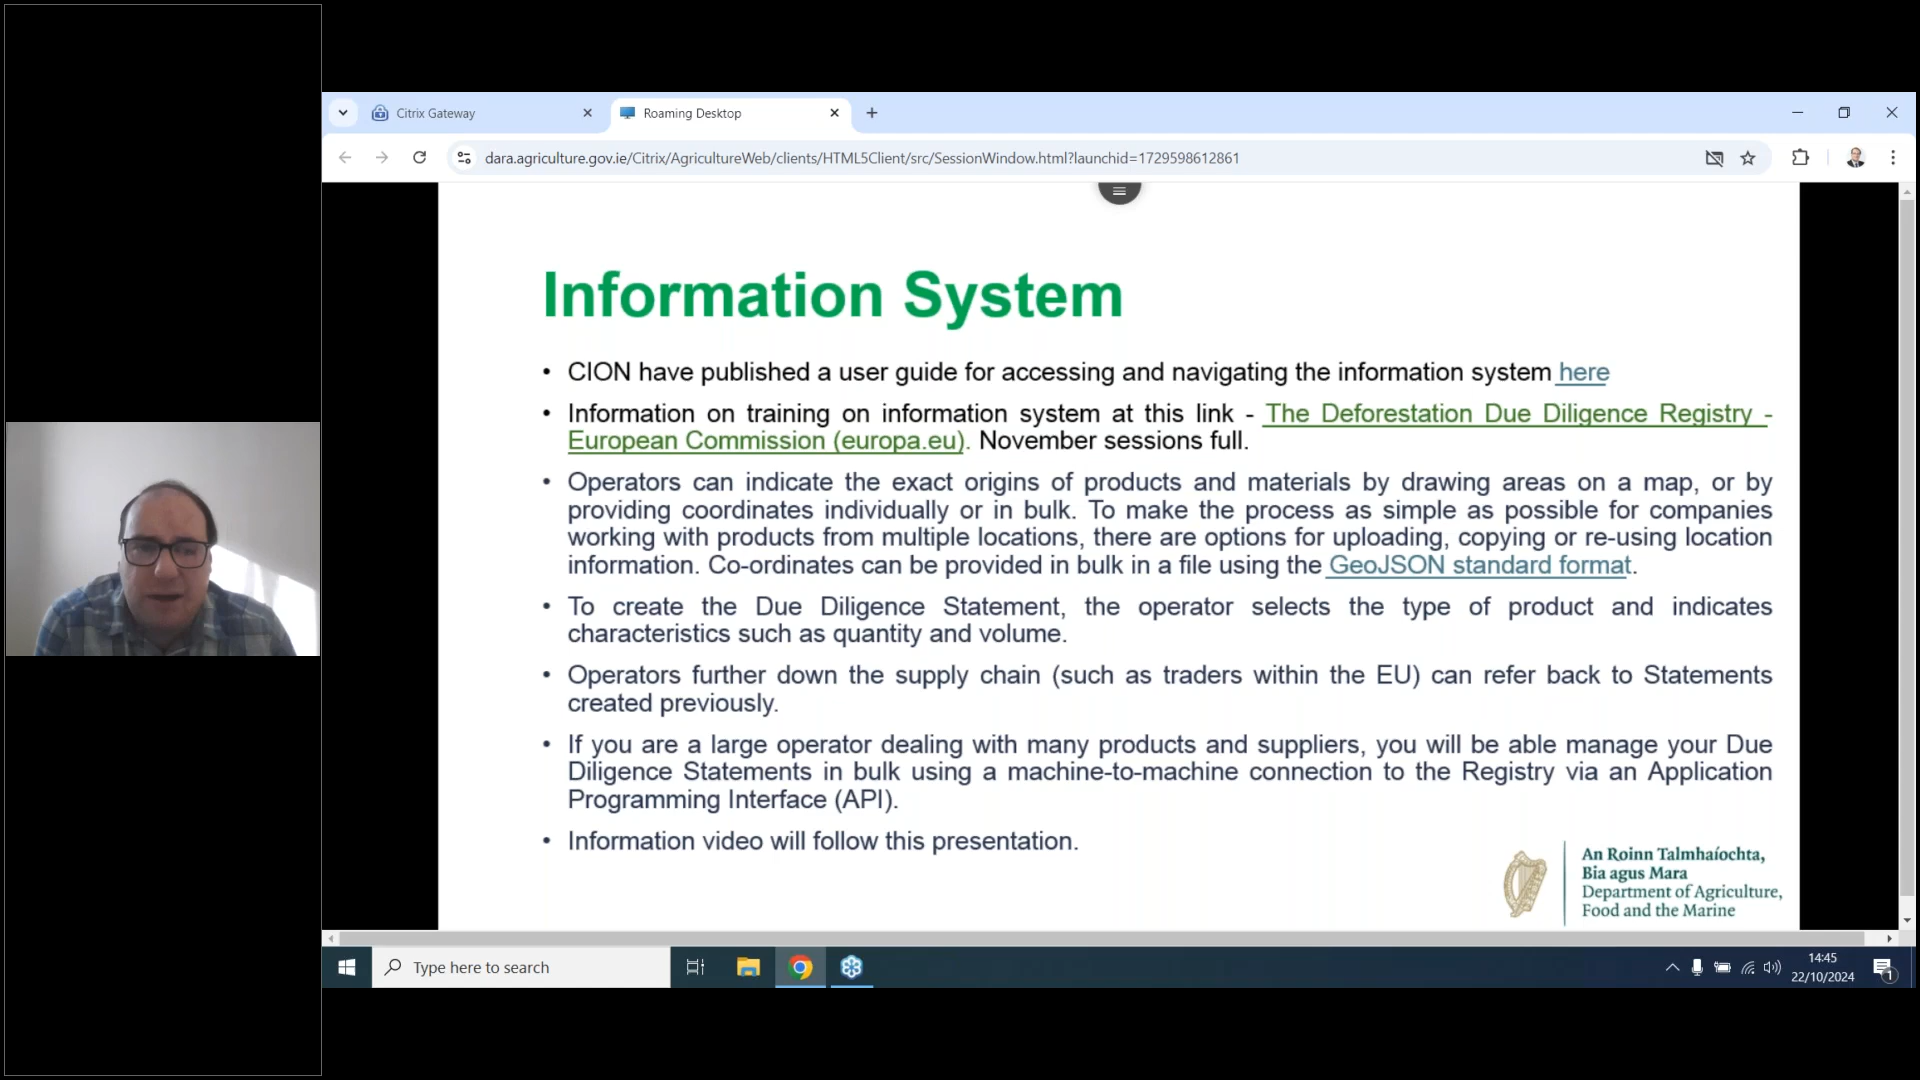 Citrix Gateway
Roaming Desktop
dara.agriculture.gov.ie/Citrix/AgricultureWeb/clients/HTML5Client/src/SessionWindow.html?launchid=1729598612861
Information System
• CION have published a user guide for accessing and navigating the information system here
• Information on training on information system at this link - The Deforestation Due Diligence Registry -
European Commission (europa.eu). November sessions full.
• Operators can indicate the exact origins of products and materials by drawing areas on a map, or by
providing coordinates individually or in bulk. To make the process as simple as possible for companies
working with products from multiple locations, there are options for uploading, copying or re-using location
information. Co-ordinates can be provided in bulk in a file using the GeoJSON standard format.
• To create the Due Diligence Statement, the operator selects the type of product and indicates
characteristics such as quantity and volume.
• Operators further down the supply chain (such as traders within the EU) can refer back to Statements
created previously.
• If you are a large operator dealing with many products and suppliers, you will be able manage your Due
Diligence Statements in bulk using a machine-to-machine connection to the Registry via an Application
Programming Interface (API).
• Information video will follow this presentation.
An Roinn Talmhaíochta,
Bia agus Mara
Department of Agriculture,
Food and the Marine
Type here to search
14:45
22/10/2024
1